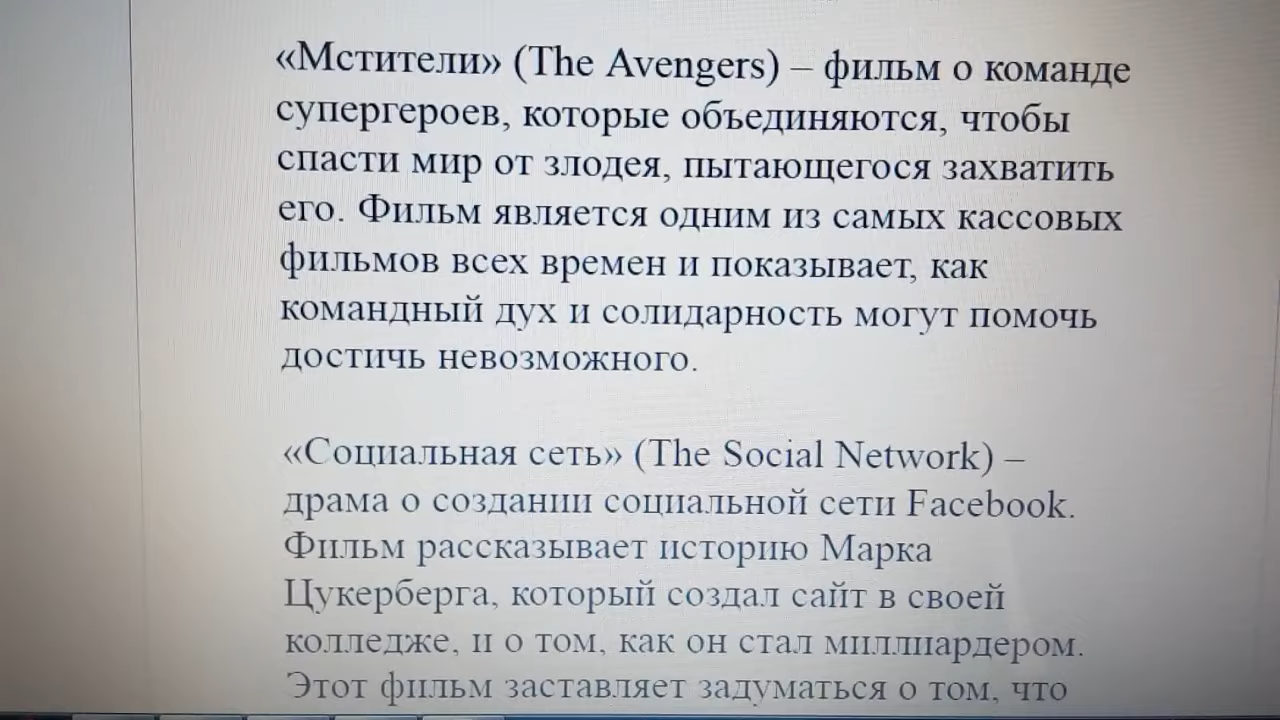 «Мстители» (The Avengers) – фильм о команде
супергероев, которые объединяются, чтобы
спасти мир от злодея, пытающегося захватить
его. Фильм является одним из самых кассовых
фильмов всех времен и показывает, как
командный дух и солидарность могут помочь
достичь невозможного.
«Социальная сеть» (The Social Network) –
драма о создании социальной сети Facebook.
Фильм рассказывает историю Марка
Цукерберга, который создал сайт в своей
колледже, и о том, как он стал миллиардером.
Этот фильм заставляет задуматься о том, что